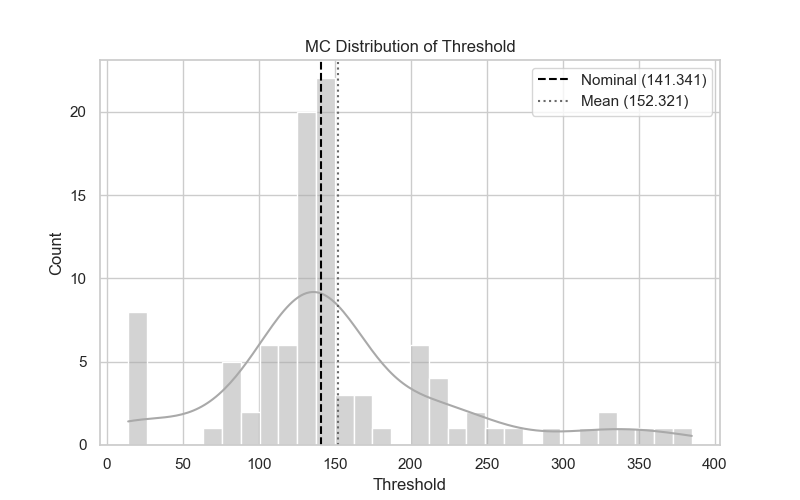 MC Distribution of Threshold
Nominal (141.341)
Mean (152.321)
Count
20
15
10
5
0
0 50 100 150 200 250 300 350 400
Threshold